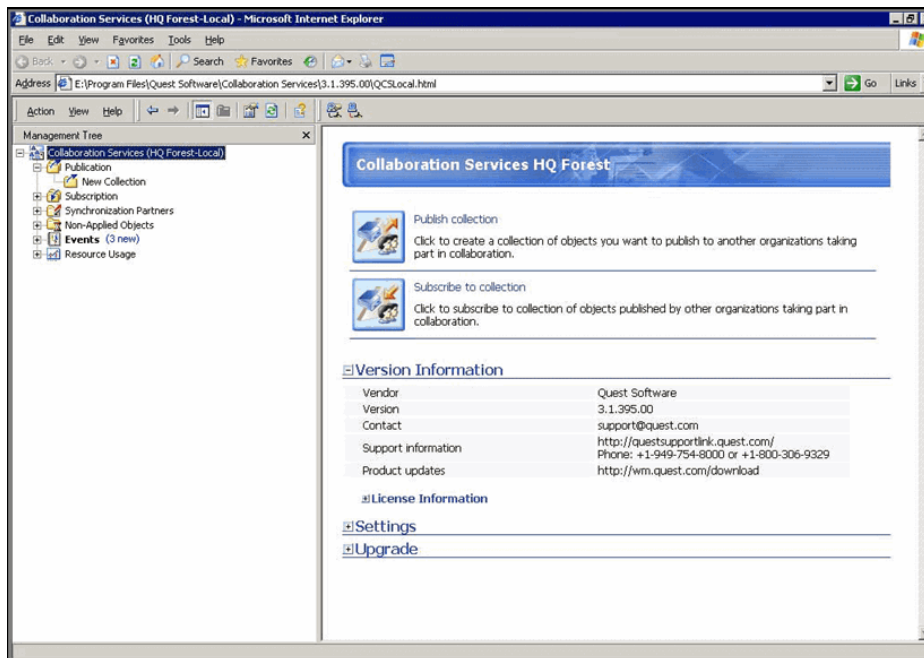 Collaboration Services (HQ Forest-Local) - Microsoft Internet Explorer
File Edit View Favorites Tools Help
Back Search Favorites
Address E:\Program Files\Quest Software\Collaboration Services\3.1.395.00\QCSLocal.html Go Links
Action View Help
Management Tree
Collaboration Services (HQ Forest-Local)
Publication
New Collection
Subscription
Synchronization Partners
Non-Applied Objects
Events (3 new)
Resource Usage
Collaboration Services HQ Forest
Publish collection
Click to create a collection of objects you want to publish to another organizations taking
part in collaboration.
Subscribe to collection
Click to subscribe to collection of objects published by other organizations taking part in
collaboration.
Version Information
Vendor Quest Software
Version 3.1.395.00
Contact support@quest.com
Support information http://questsupportlink.quest.com/
Phone: +1-949-754-8000 or +1-800-306-9329
Product updates http://wm.quest.com/download
License Information
Settings
Upgrade